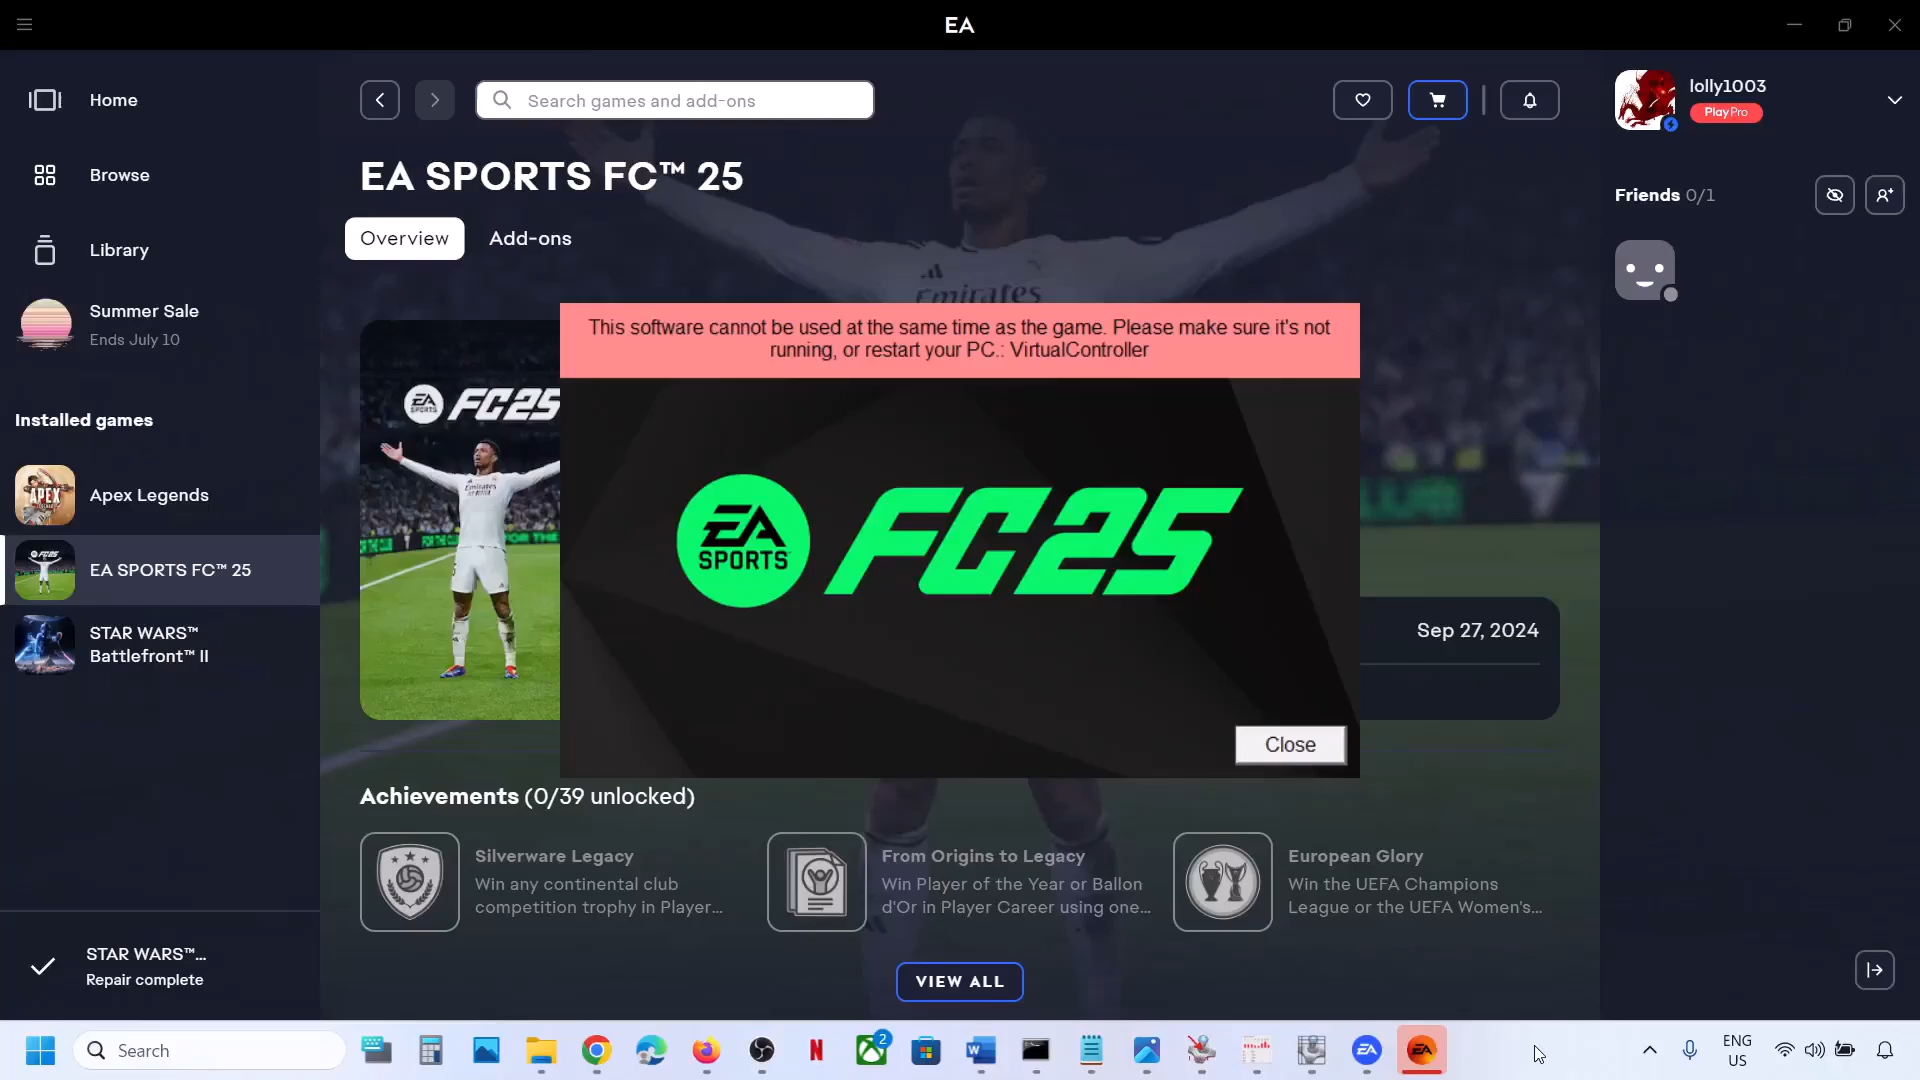 EA
Home
Browse
Library
Summer Sale
Ends July 10
Installed games
Apex Legends
EA SPORTS FC™ 25
STAR WARS™
Battlefront™ II
STAR WARS™...
Repair complete
Search games and add-ons
EA SPORTS FC™ 25
Overview
Add-ons
Emirates
EA SPORTS FC25
This software cannot be used at the same time as the game. Please make sure it's not
running, or restart your PC.: VirtualController
EA
SPORTS
FC25
Close
Sep 27, 2024
Achievements (0/39 unlocked)
Silverware Legacy
Win any continental club
competition trophy in Player...
From Origins to Legacy
Win Player of the Year or Ballon
d'Or in Player Career using one...
European Glory
Win the UEFA Champions
League or the UEFA Women's...
VIEW ALL
lolly1003
Play Pro
Friends 0/1
Search
2
ENG
US